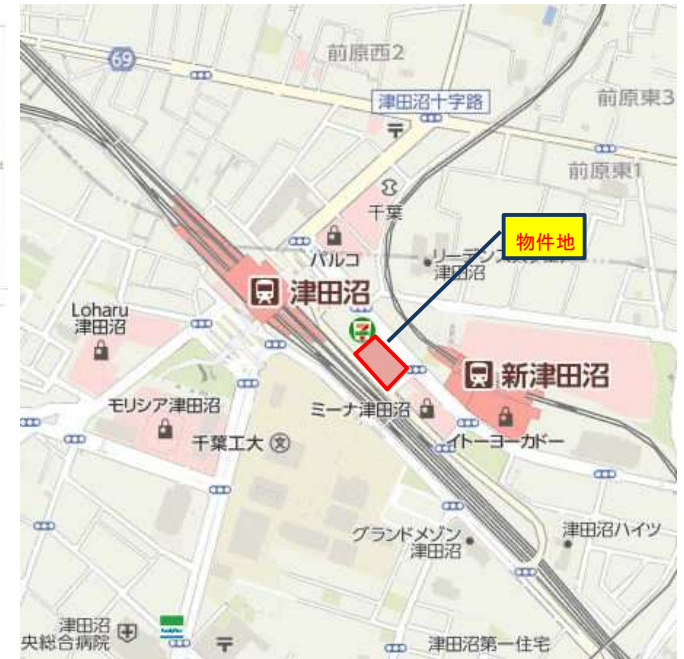 69
前原西2
津田沼十字路
前原東3
前原東1
千葉
物件地
パルコ
津田沼
津田沼
Loharu
津田沼
7
新津田沼
モリシア津田沼
ミーナ津田沼
千葉工大
イトーヨーカドー
グランドメゾン
津田沼
津田沼ハイツ
津田沼
央総合病院
FamilyMart
津田沼第一住宅